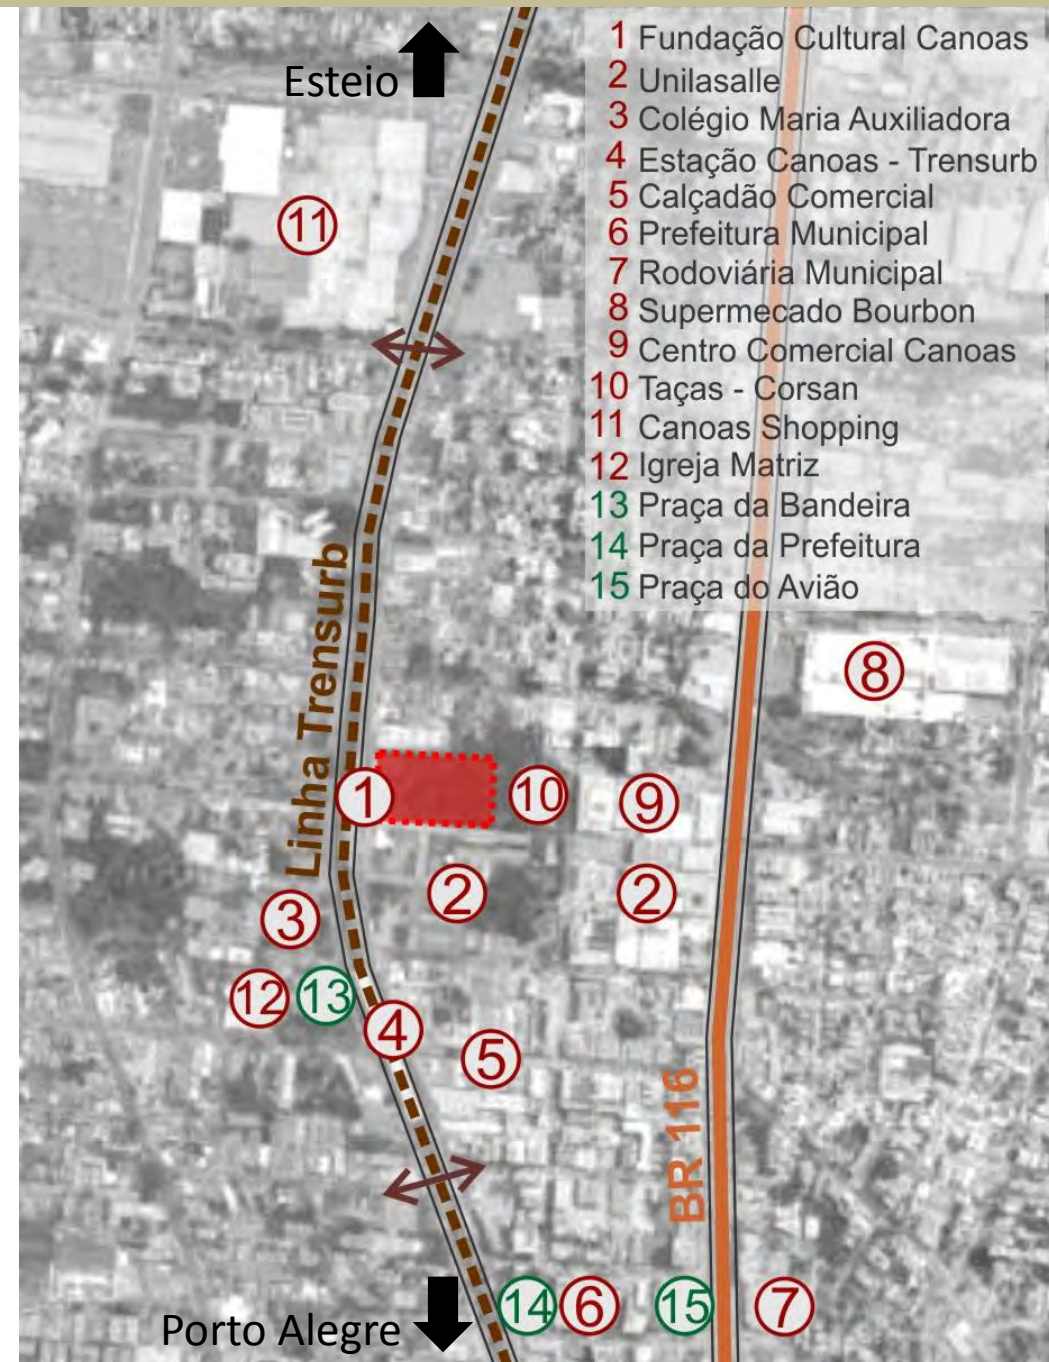 Esteio
1 Fundação Cultural Canoas
2 Unilasalle
3 Colégio Maria Auxiliadora
4 Estação Canoas - Trensurb
5 Calçadão Comercial
6 Prefeitura Municipal
7 Rodoviária Municipal
8 Supermecado Bourbon
9 Centro Comercial Canoas
10 Taças - Corsan
11 Canoas Shopping
12 Igreja Matriz
13 Praça da Bandeira
14 Praça da Prefeitura
15 Praça do Avião
11
Linha Trensurb
8
1
10
9
2
2
3
12
13
4
5
BR 116
14
6
15
7
Porto Alegre